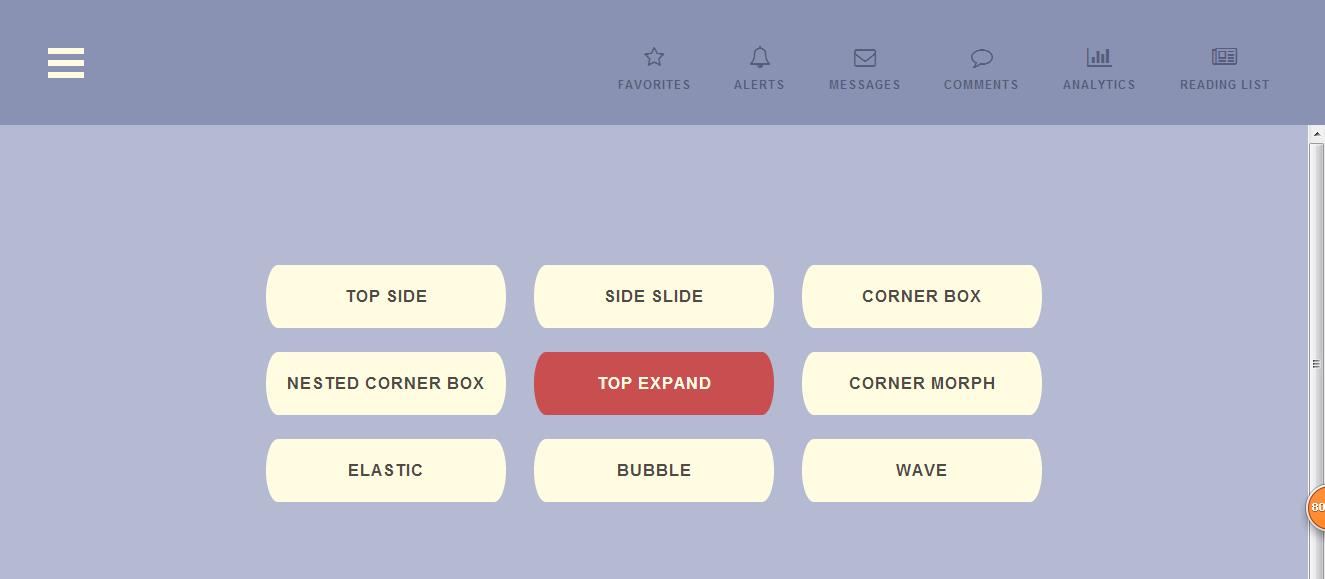 FAVORITES ALERTS MESSAGES COMMENTS ANALYTICS READING LIST
TOP SIDE SIDE SLIDE CORNER BOX
NESTED CORNER BOX TOP EXPAND CORNER MORPH
ELASTIC BUBBLE WAVE
80